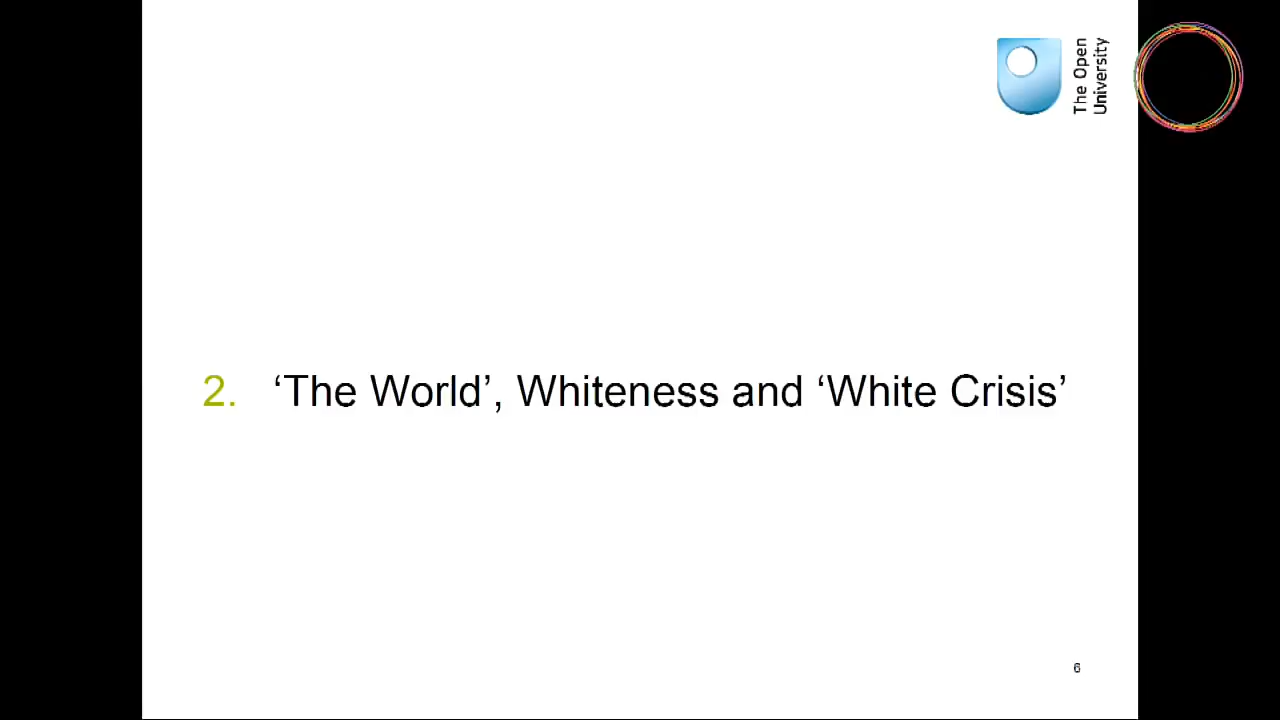 The Open
University
2. ‘The World’, Whiteness and ‘White Crisis’
6